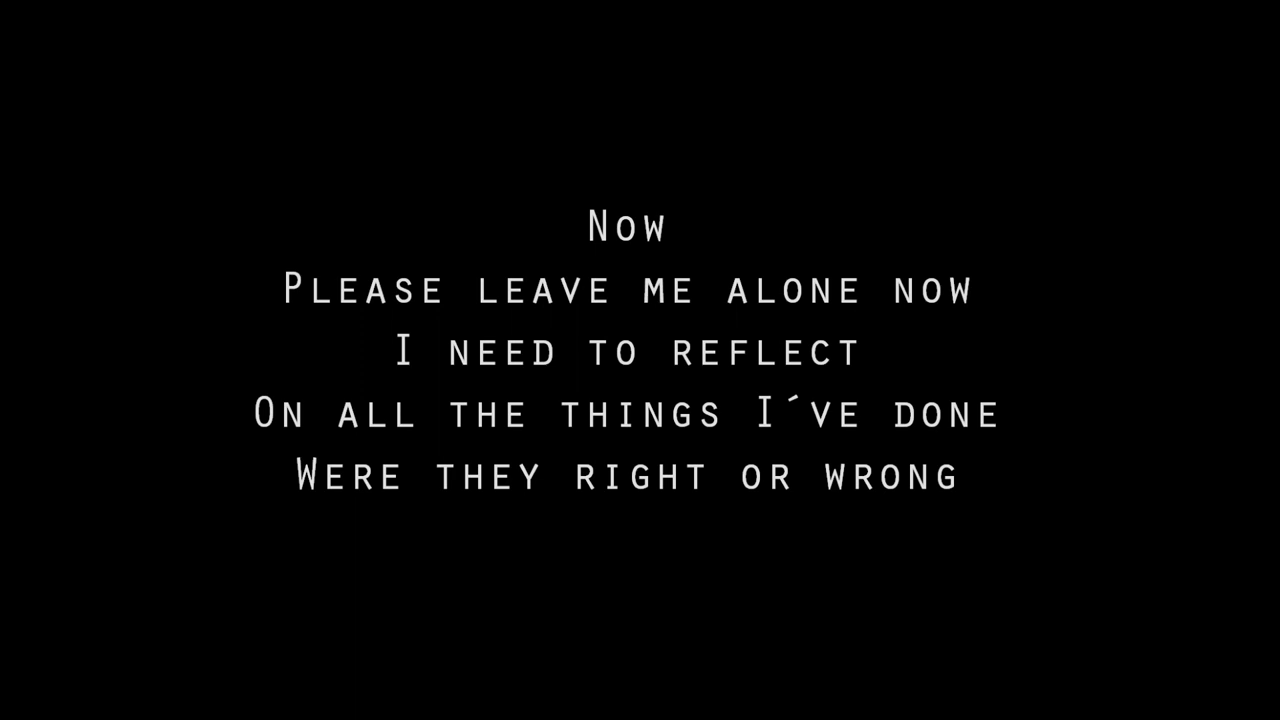 Now
Please leave me alone now
I need to reflect
On all the things I´ve done
Were they right or wrong